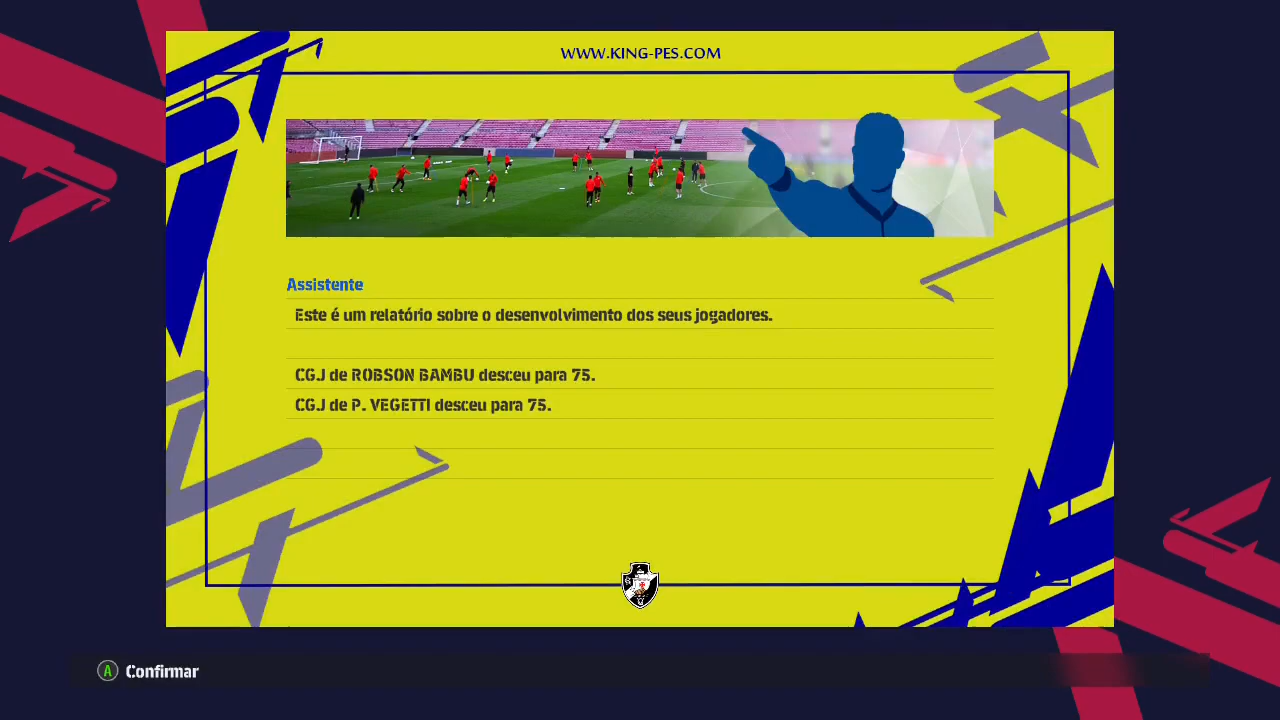 WWW.KING-PES.COM
Assistente
Este é um relatório sobre o desenvolvimento dos seus jogadores.
CGJ de ROBSON BAMBU desceu para 75.
CGJ de P. VEGETTI desceu para 75.
A Confirmar